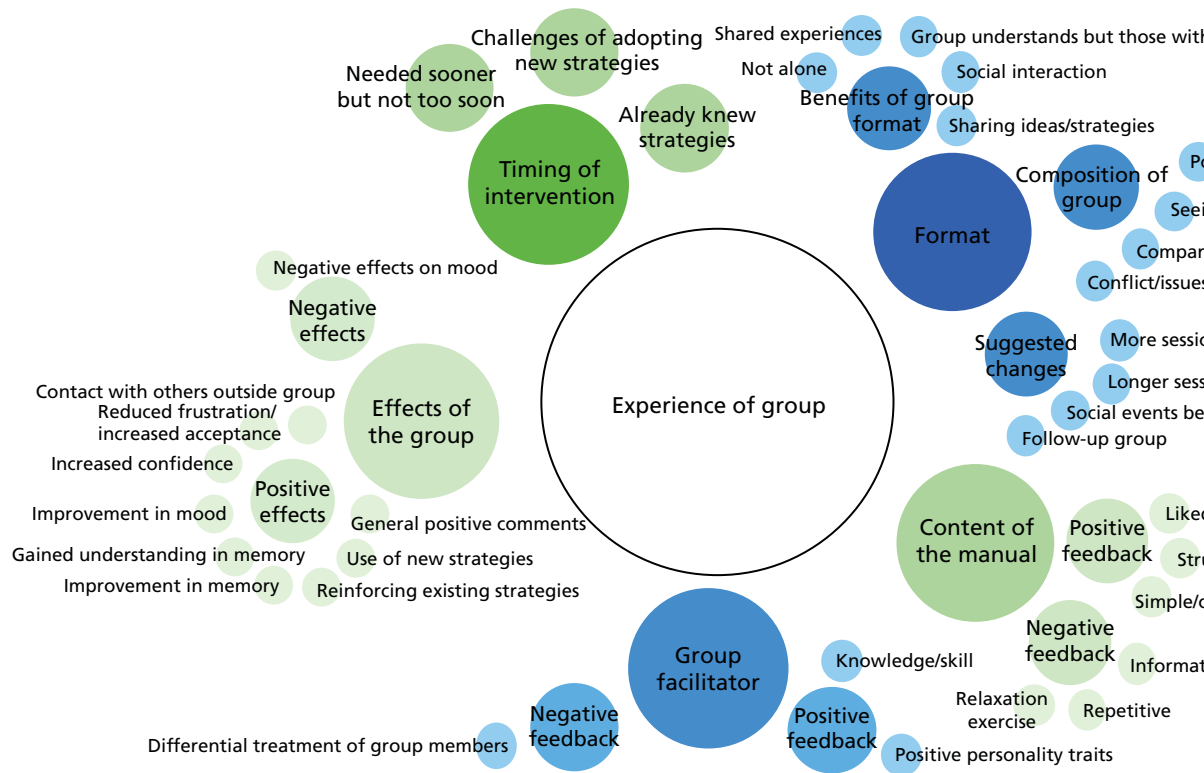 Challenges of adopting
new strategies
Needed sooner
but not too soon
Already knew
strategies
Timing of
intervention
Shared experiences
Group understands but those with
Not alone
Social interaction
Benefits of group
format
Sharing ideas/strategies
Composition of
group
Format
Conflict/issues
Suggested
changes
More
Longer
Social events
Follow-up group
Negative effects on mood
Negative
effects
Contact with others outside group
Reduced frustration/
increased acceptance
Increased confidence
Effects of
the group
Positive
effects
Improvement in mood
General positive comments
Gained understanding in memory
Use of new strategies
Improvement in memory
Reinforcing existing strategies
Experience of group
Content of
the manual
Positive
feedback
Liked
Negative
feedback
Relaxation
exercise
Repetitive
Group
facilitator
Knowledge/skill
Negative
feedback
Positive
feedback
Differential treatment of group members
Positive personality traits